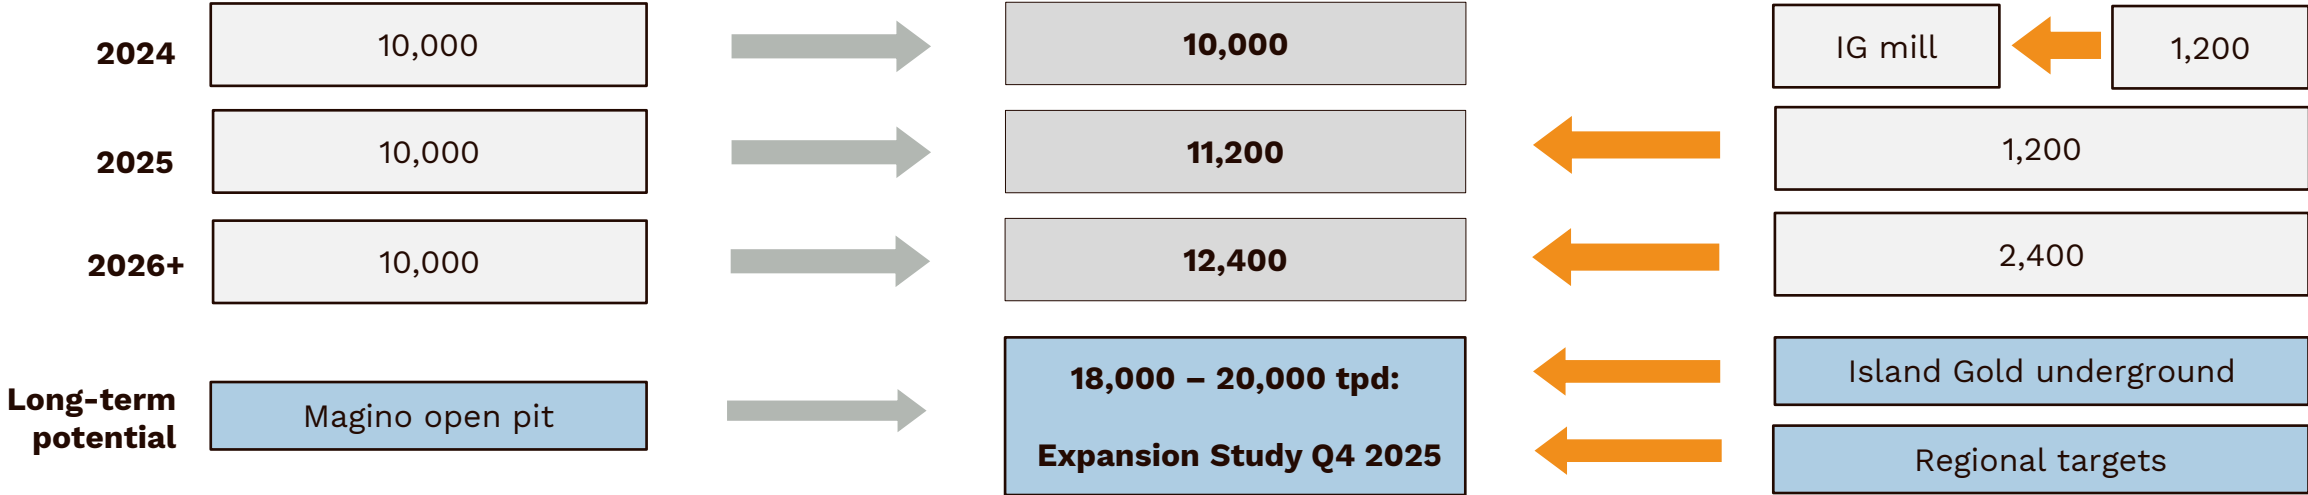 2024
10,000
10,000
IG mill
1,200
2025
10,000
11,200
1,200
2026+
10,000
12,400
2,400
Long-term
potential
Magino open pit
18,000 – 20,000 tpd:
Expansion Study Q4 2025
Island Gold underground
Regional targets